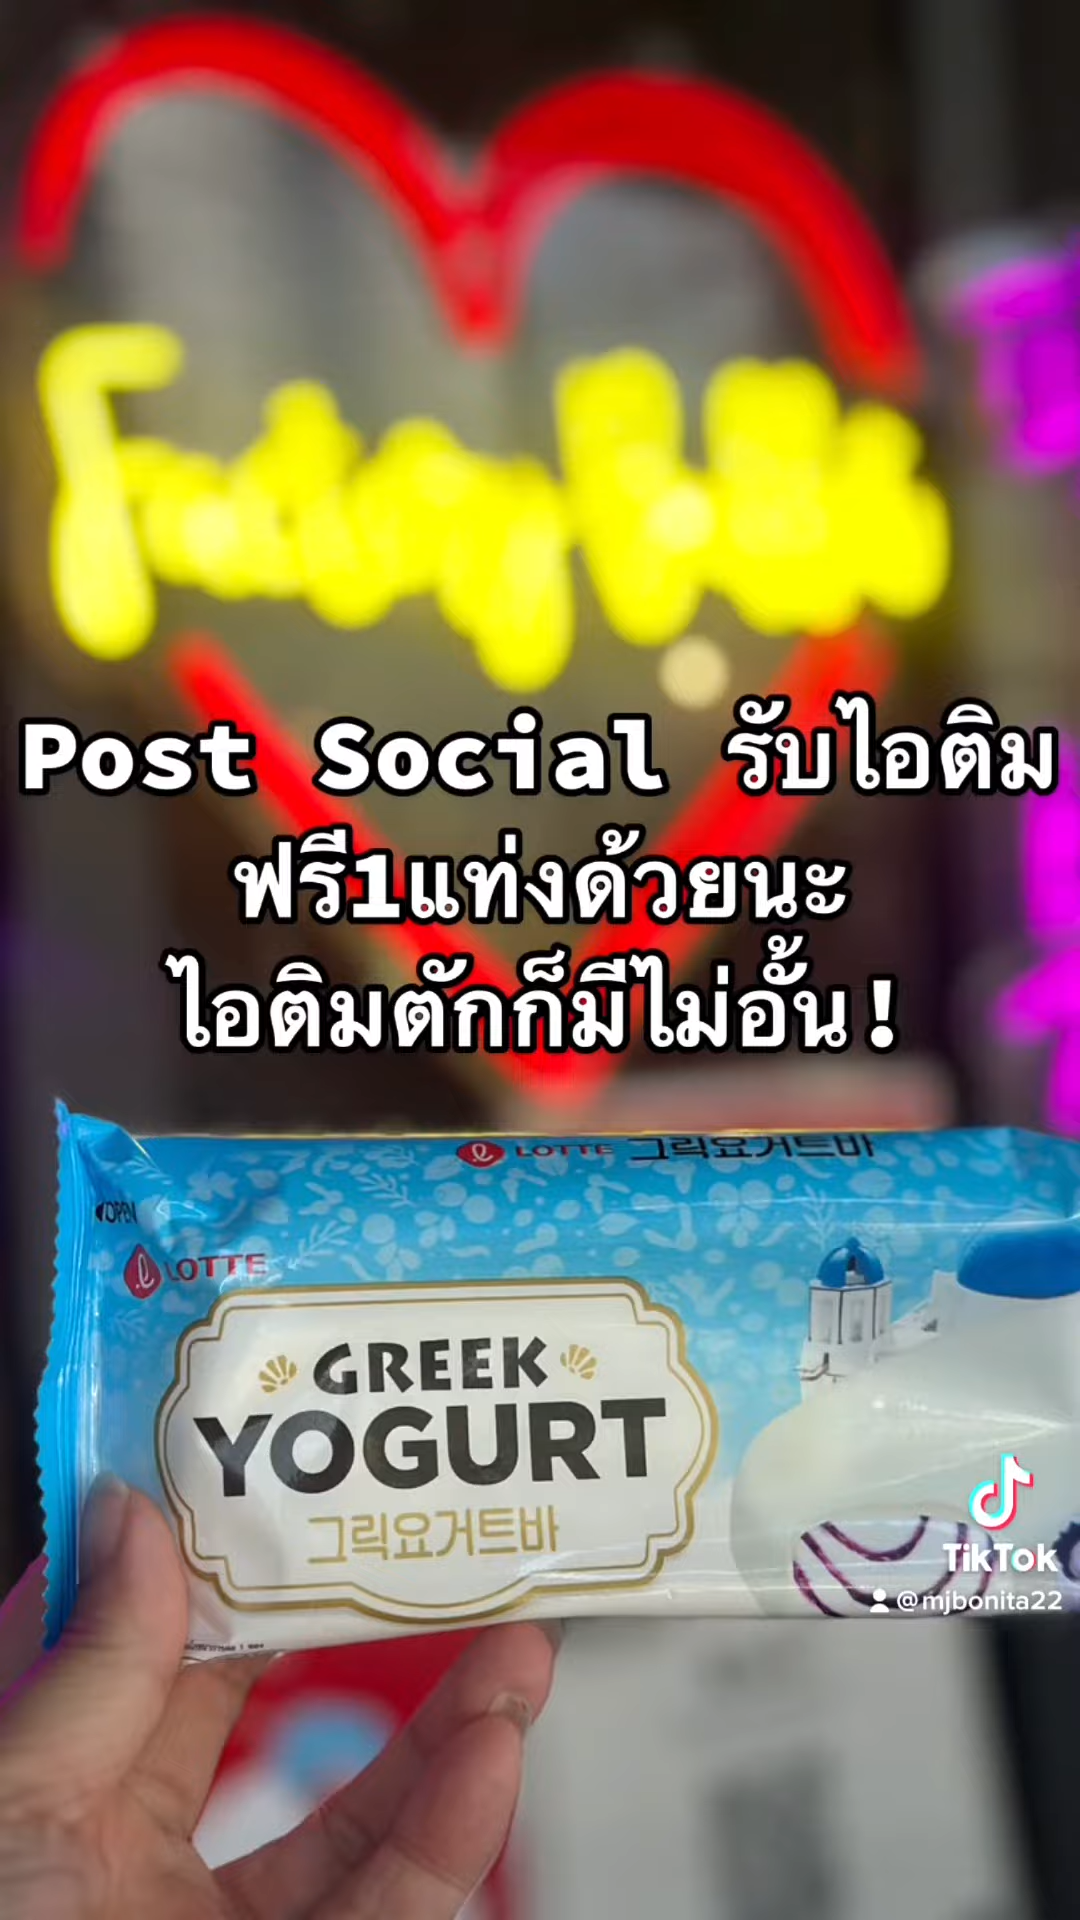 Post Social รับไอติม
ฟรี1แท่งด้วยนะ
ไอติมตักก็มีไม่อั้น!
LOTTE 그릭요거트바
OPEN
LOTTE
GREEK
YOGURT
그릭요거트바
TikTok
@mjbonita22